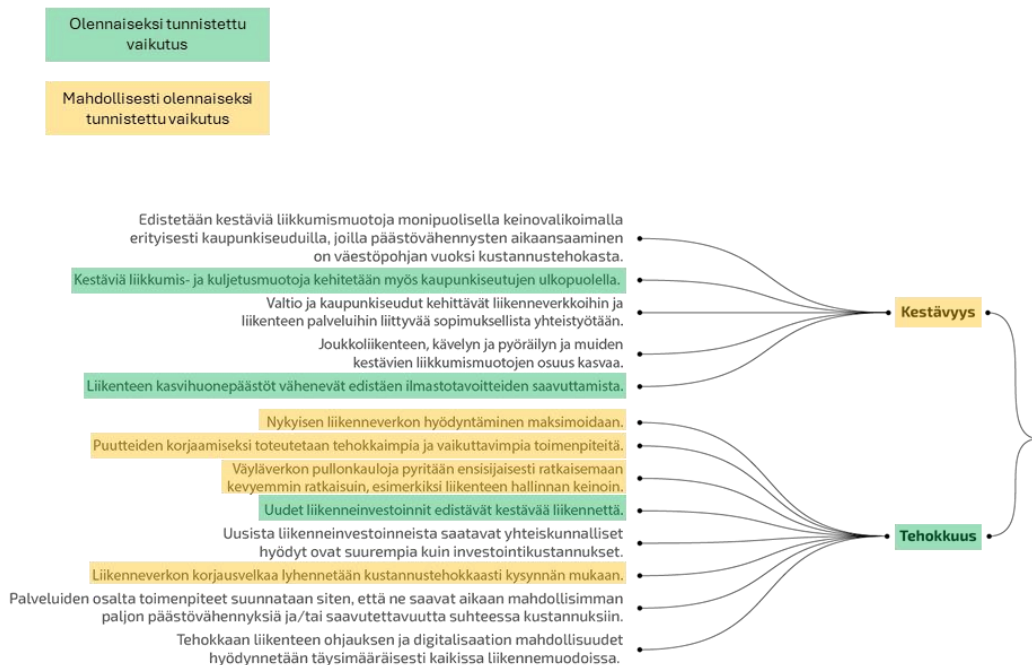 Olennaiseksi tunnistettu
vaikutus
Mahdollisesti olennaiseksi
tunnistettu vaikutus
Edistetään kestäviä liikkumismuotoja monipuolisella keinovalikoimalla
erityisesti kaupunkiseuduilla, joilla päästövähennysten aikaansaaminen
on väestöpohjan vuoksi kustannustehokasta.
Kestäviä liikkumis- ja kuljetusmuotoja kehitetään myös kaupunkiseutujen ulkopuolella.
Valtio ja kaupunkiseudut kehittävät liikenneverkkoihin ja
liikenteen palveluihin liittyvää sopimuksellista yhteistyötään.
Joukkoliikenteen, kävelyn ja pyöräilyn ja muiden
kestävien liikkumismuotojen osuus kasvaa.
Liikenteen kasvihuonepäästöt vähenevät edistäen ilmastotavoitteiden saavuttamista.
Kestävyys
Nykyisen liikenneverkon hyödyntäminen maksimoidaan.
Puutteiden korjaamiseksi toteutetaan tehokkaimpia ja vaikuttavimpia toimenpiteitä.
Väyläverkon pullonkauloja pyritään ensisijaisesti ratkaisemaan
kevyemmin ratkaisuin, esimerkiksi liikenteen hallinnan keinoin.
Uudet liikenneinvestoinnit edistävät kestävää liikennettä.
Uusista liikenneinvestoinneista saatavat yhteiskunnalliset
hyödyt ovat suurempia kuin investointikustannukset.
Liikenneverkon korjausvelkaa lyhennetään kustannustehokkaasti kysynnän mukaan.
Palveluiden osalta toimenpiteet suunnataan siten, että ne saavat aikaan mahdollisimman
paljon päästövähennyksiä ja/tai saavutettavuutta suhteessa kustannuksiin.
Tehokkaan liikenteen ohjauksen ja digitalisaation mahdollisuudet
hyödynnetään täysimääräisesti kaikissa liikennemuodoissa.
Tehokkuus